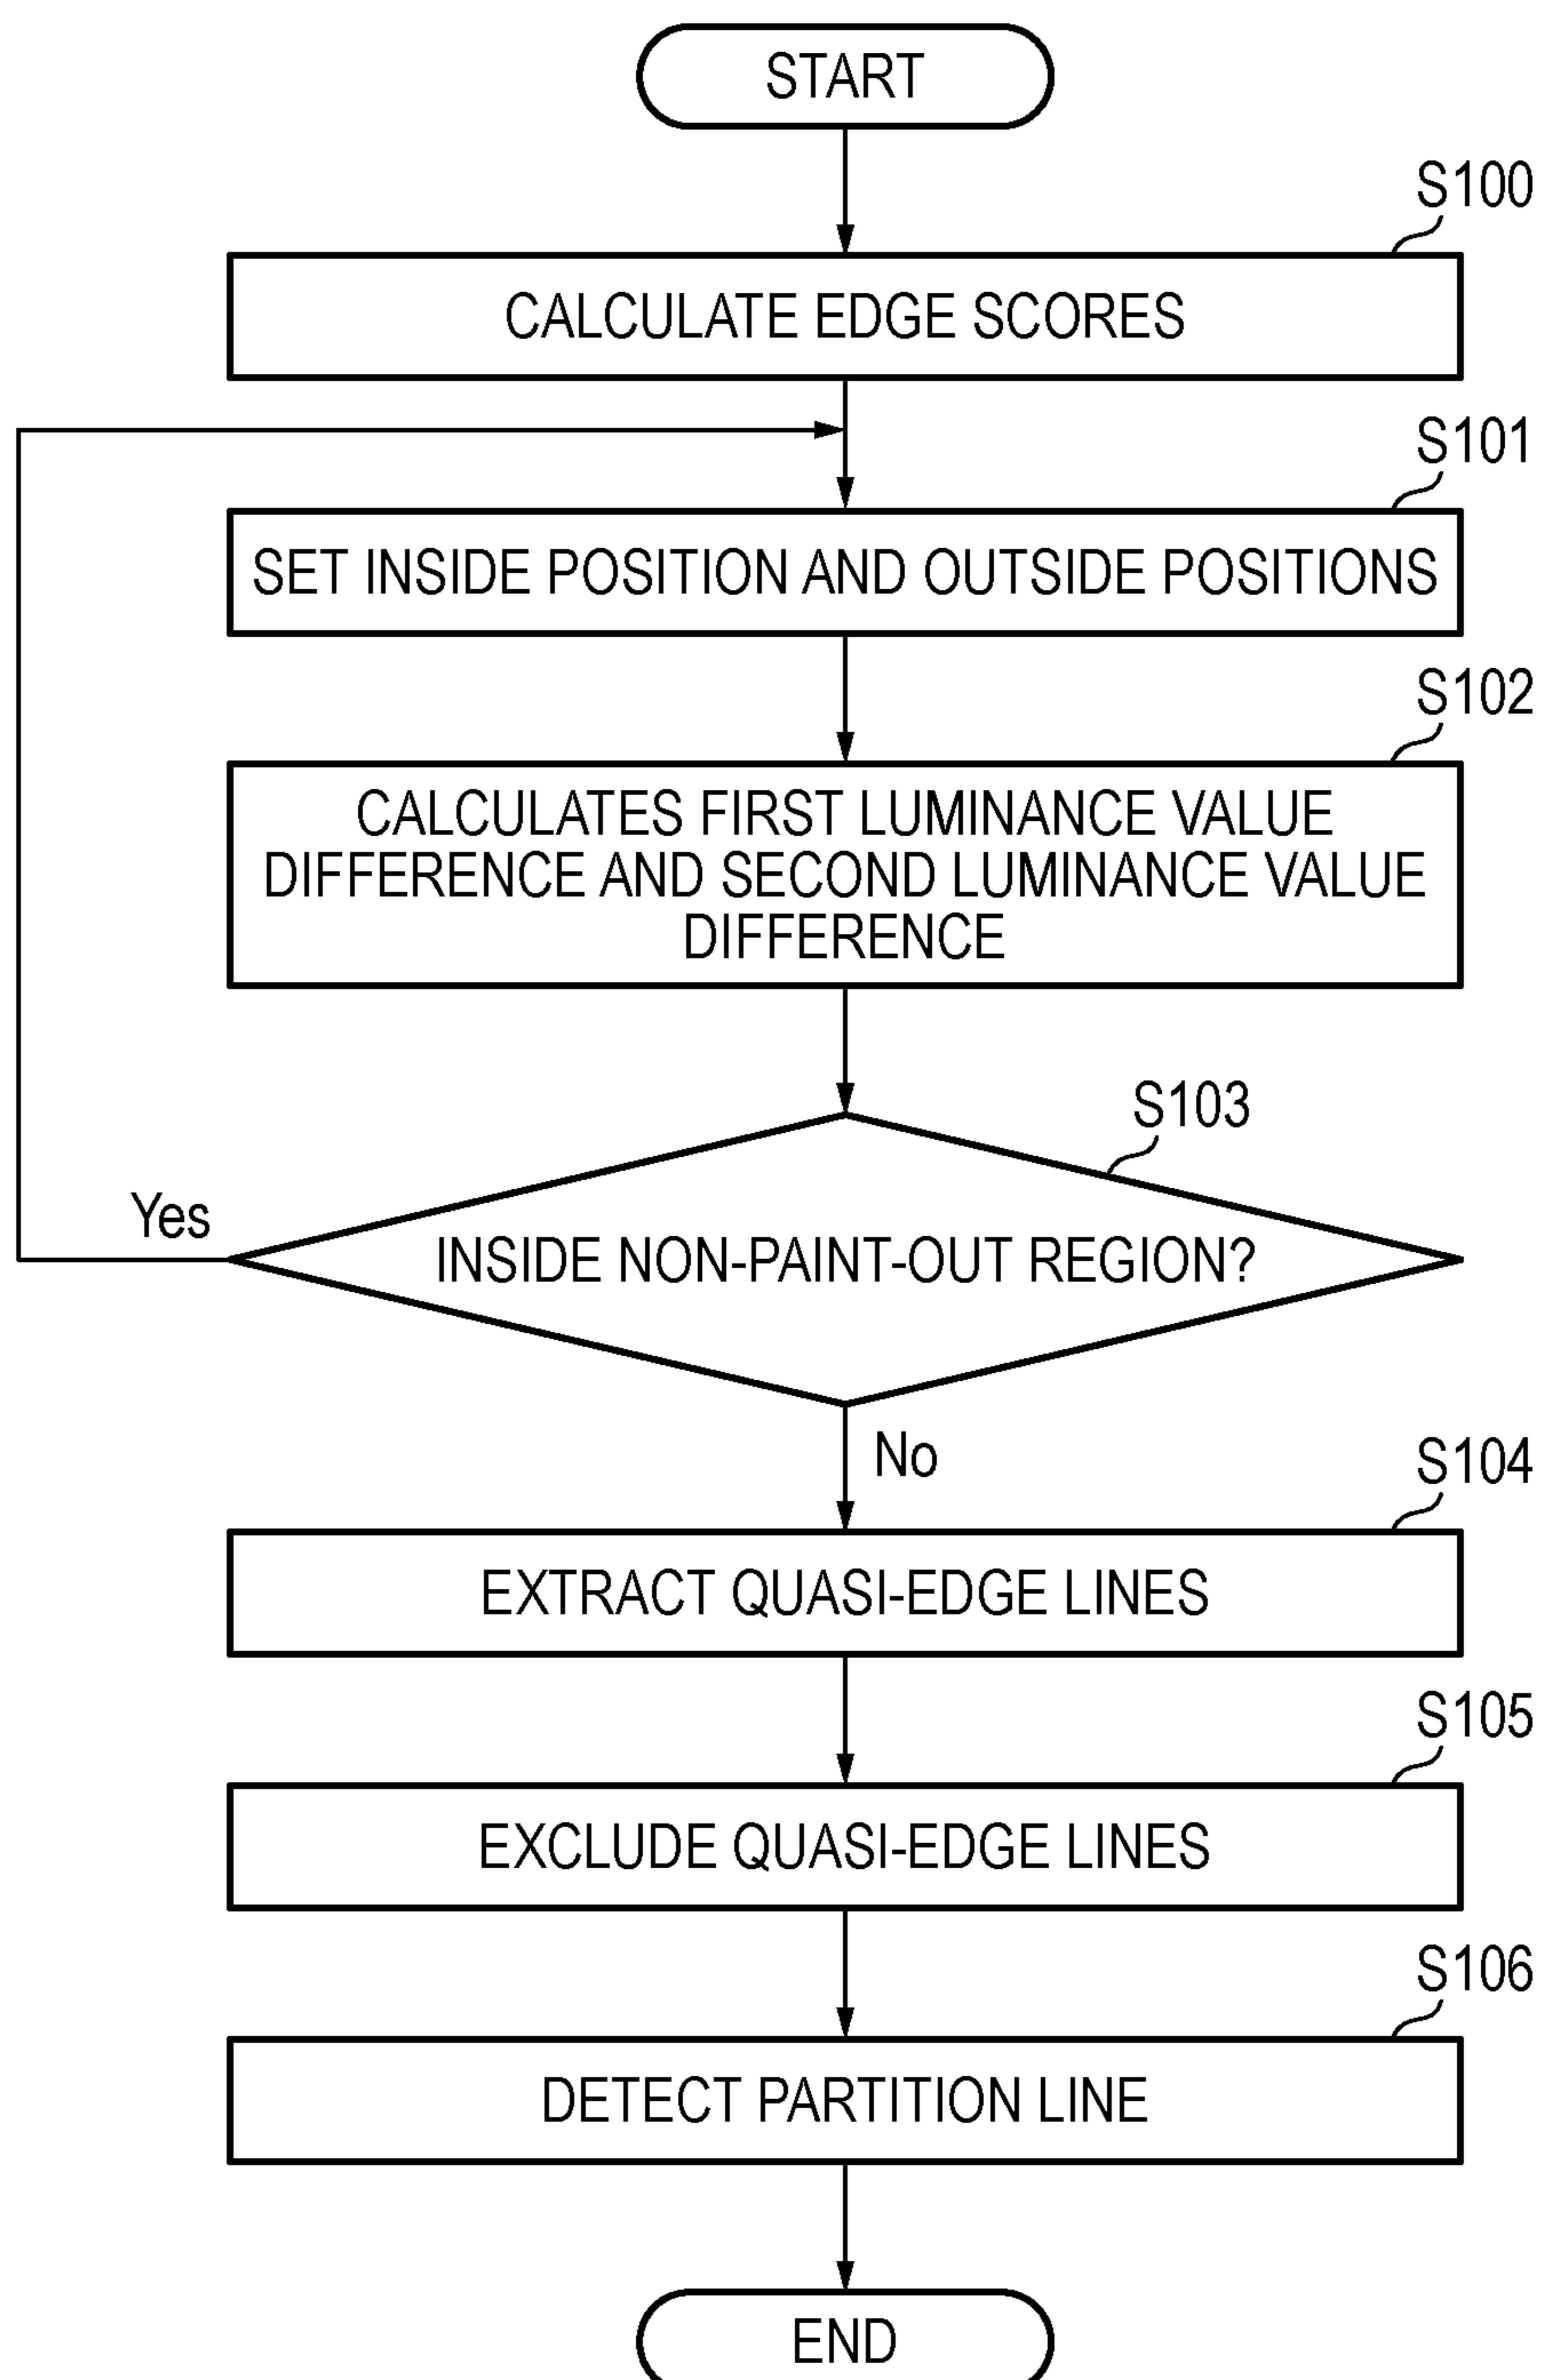 START
S100
CALCULATE EDGE SCORES
S101
SET INSIDE POSITION AND OUTSIDE POSITIONS
S102
CALCULATES FIRST LUMINANCE VALUE
DIFFERENCE AND SECOND LUMINANCE VALUE
DIFFERENCE
S103
Yes
INSIDE NON-PAINT-OUT REGION?
No
S104
EXTRACT QUASI-EDGE LINES
S105
EXCLUDE QUASI-EDGE LINES
S106
DETECT PARTITION LINE
END